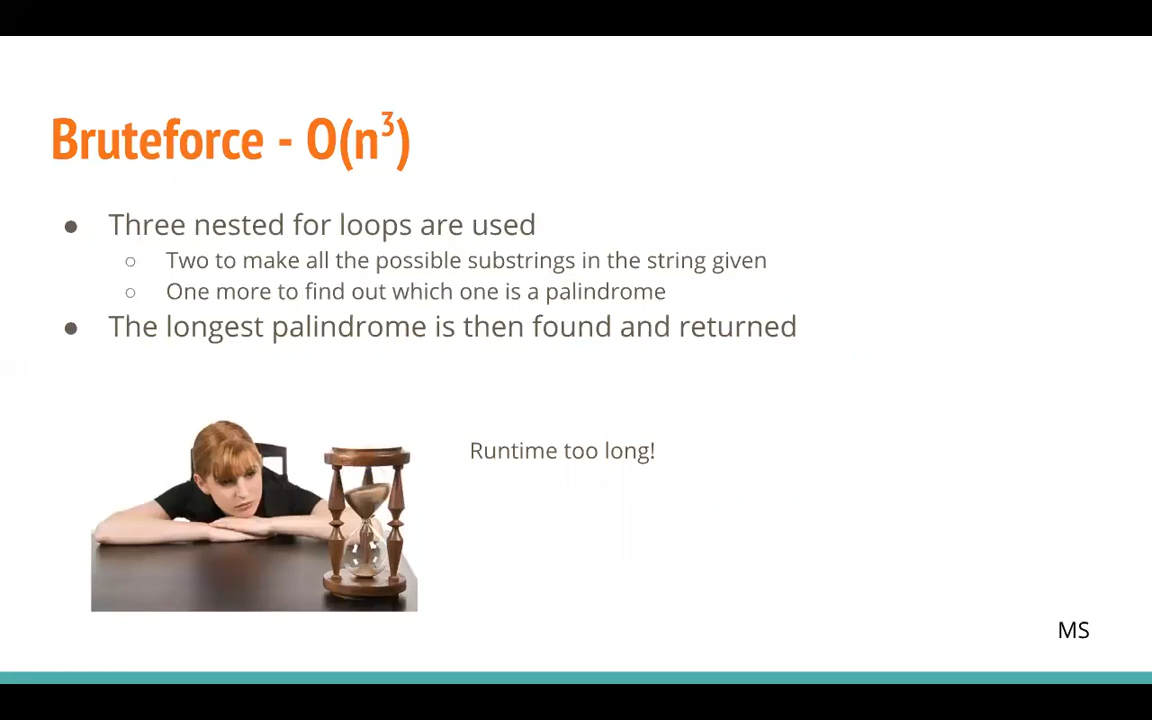 Bruteforce - O(n³)
● Three nested for loops are used
○ Two to make all the possible substrings in the string given
○ One more to find out which one is a palindrome
● The longest palindrome is then found and returned
Runtime too long!
MS